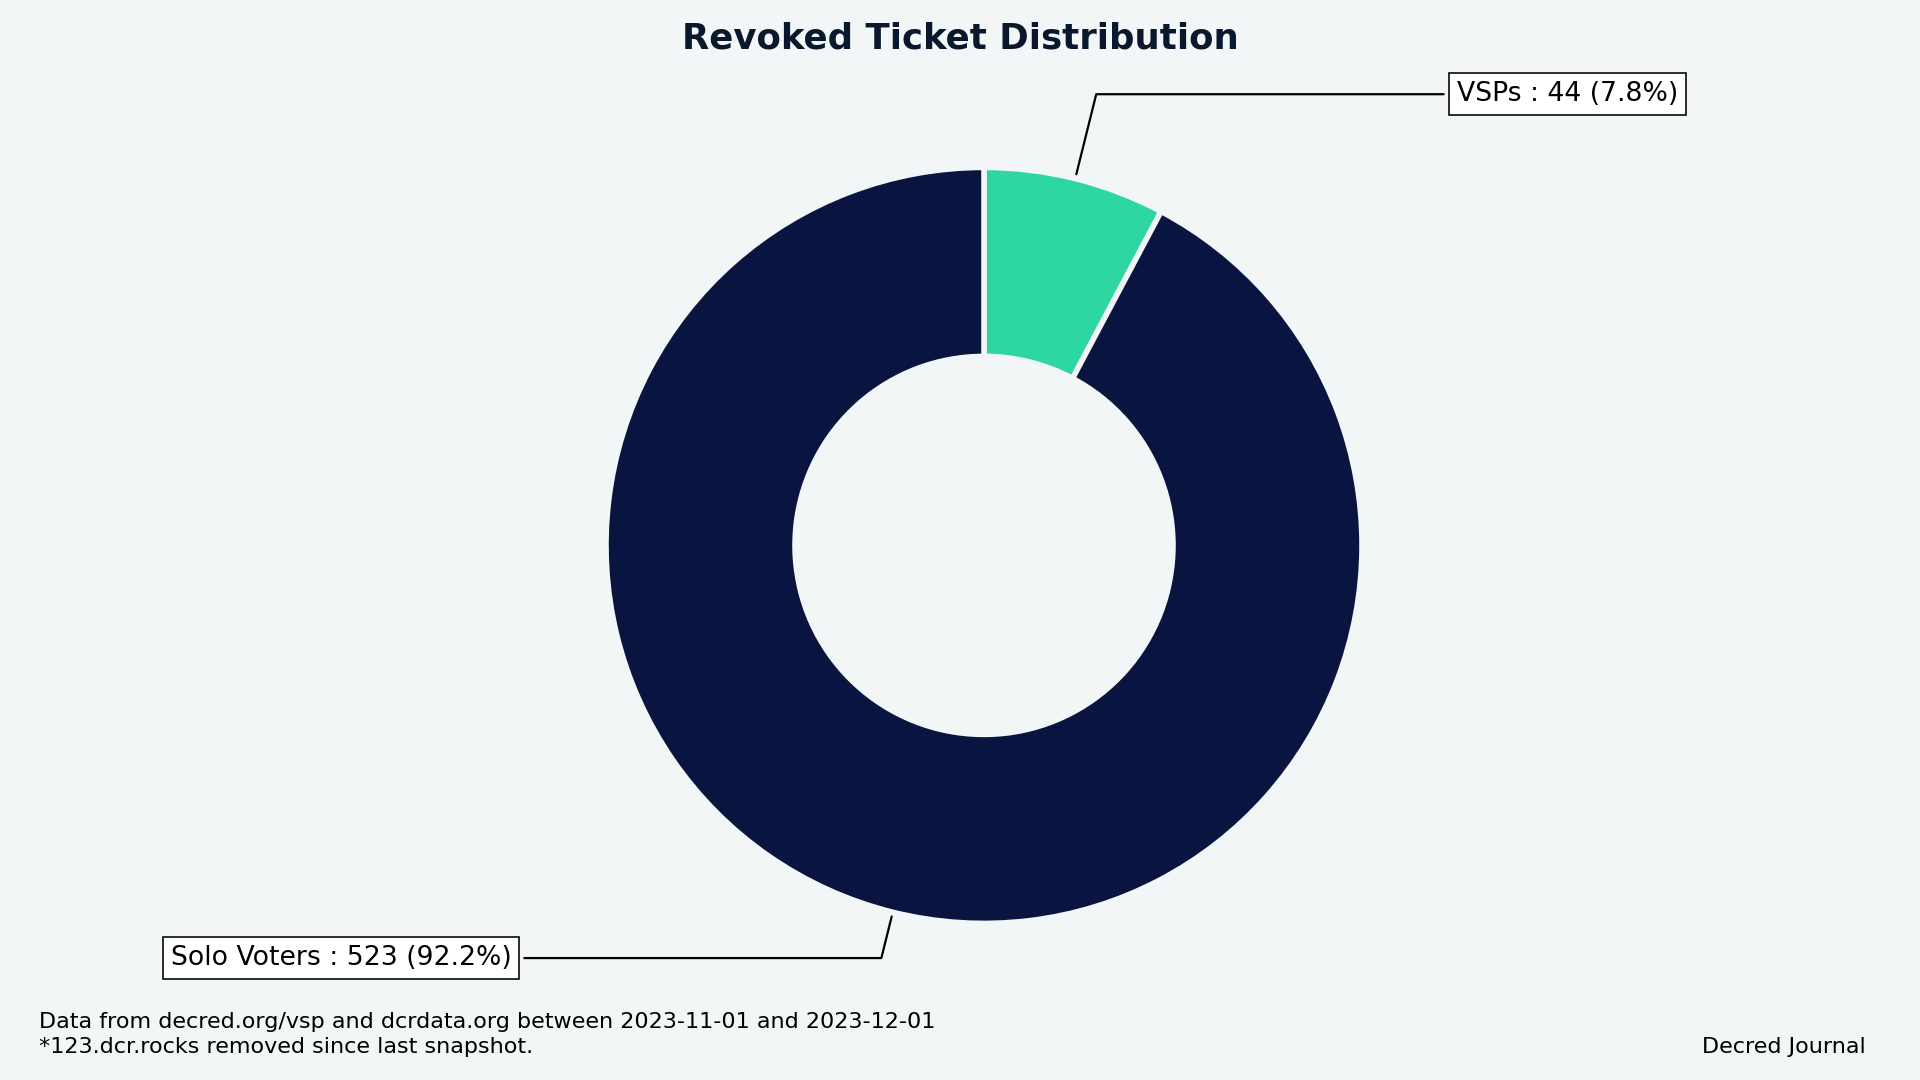 Revoked Ticket Distribution
VSPs : 44 (7.8%)
Solo Voters : 523 (92.2%)
Data from decred.org/vsp and dcrdata.org between 2023-11-01 and 2023-12-01
*123.dcr.rocks removed since last snapshot.
Decred Journal